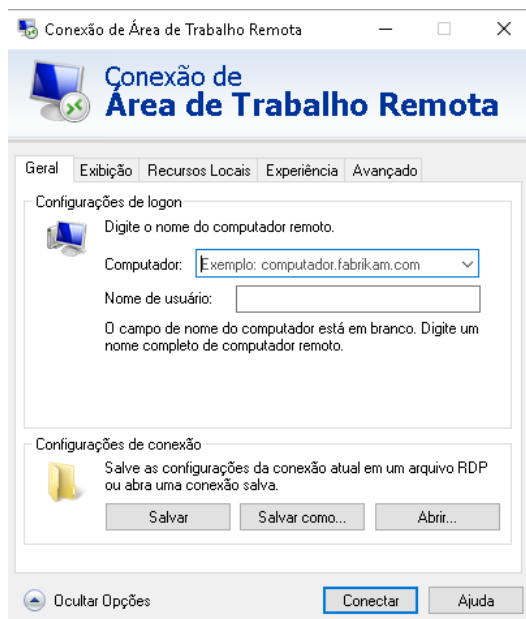 Conexão de Área de Trabalho Remota
Conexão de
Área de Trabalho Remota
Geral Exibição Recursos Locais Experiência Avançado
Configurações de logon
Digite o nome do computador remoto.
Computador: Exemplo: computador.fabrikam.com
Nome de usuário:
O campo de nome do computador está em branco. Digite um
nome completo de computador remoto.
Configurações de conexão
Salve as configurações da conexão atual em um arquivo RDP
ou abra uma conexão salva.
Salvar Salvar como... Abrir...
Ocultar Opções Conectar Ajuda